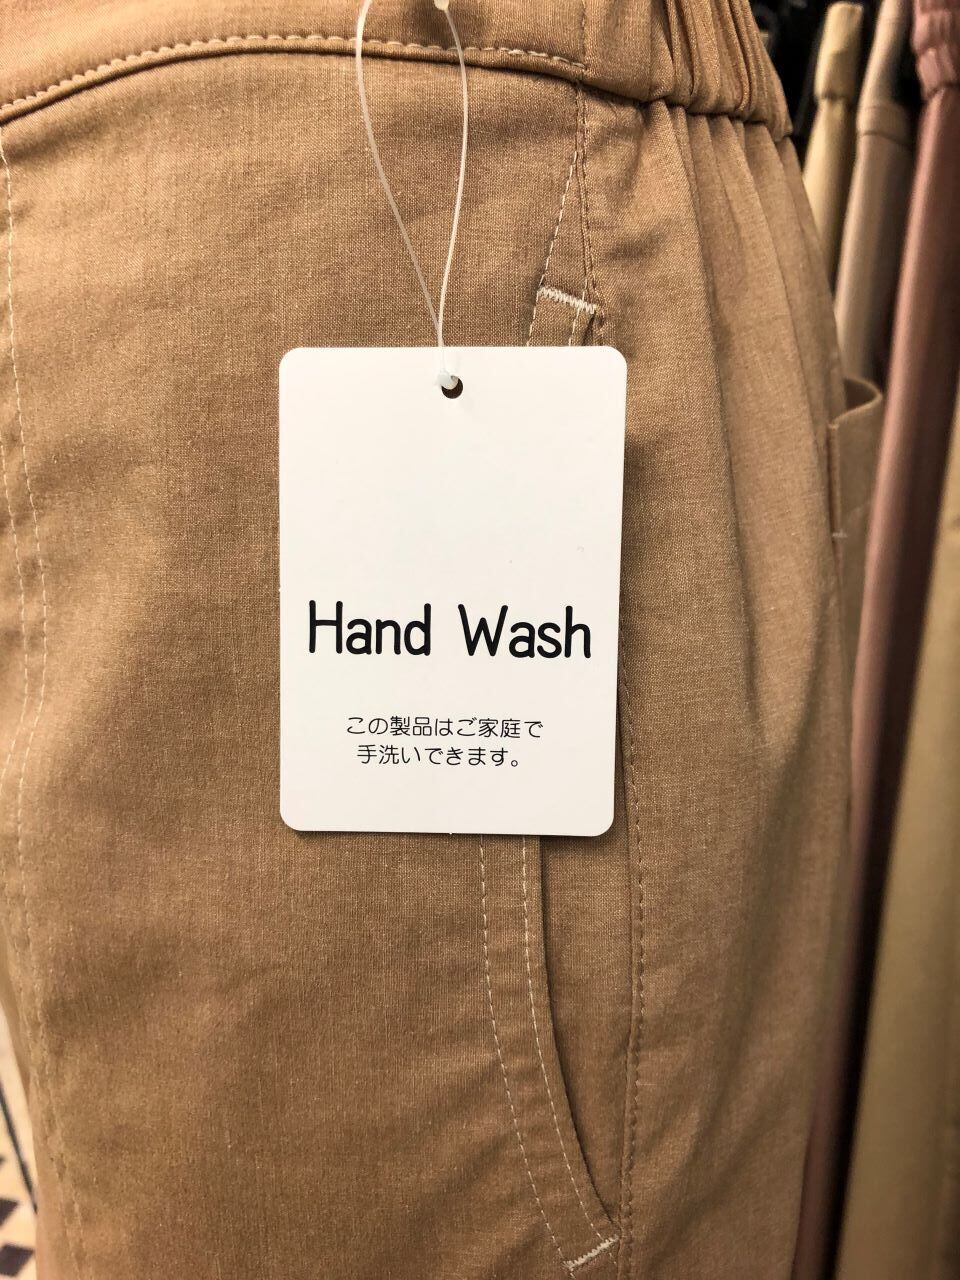 Hand Wash
この製品はご家庭で
手洗いできます。